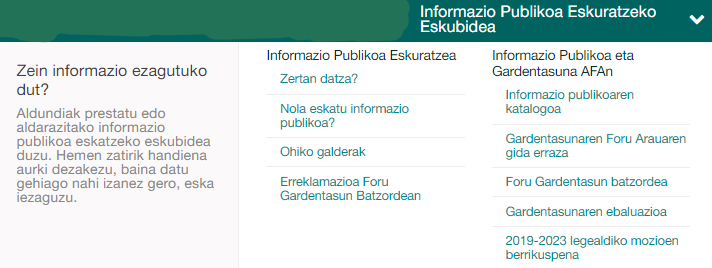 Informazio Publikoa Eskuratzeko
Eskubidea
Zein informazio ezagutuko
dut?
Aldundiak prestatu edo
aldarazitako informazio
publikoa eskatzeko eskubidea
duzu. Hemen zatirik handiena
aurki dezakezu, baina datu
gehiago nahi izanez gero, eska
iezaguzu.
Informazio Publikoa Eskuratzea
Zertan datza?
Nola eskatu informazio
publikoa?
Ohiko galderak
Erreklamazioa Foru
Gardentasun Batzordean
Informazio Publikoa eta
Gardentasuna AFAn
Informazio publikoaren
katalogoa
Gardentasunaren Foru Arauaren
gida erraza
Foru Gardentasun batzordea
Gardentasunaren ebaluazioa
2019-2023 legealdiko mozioen
berrikuspena